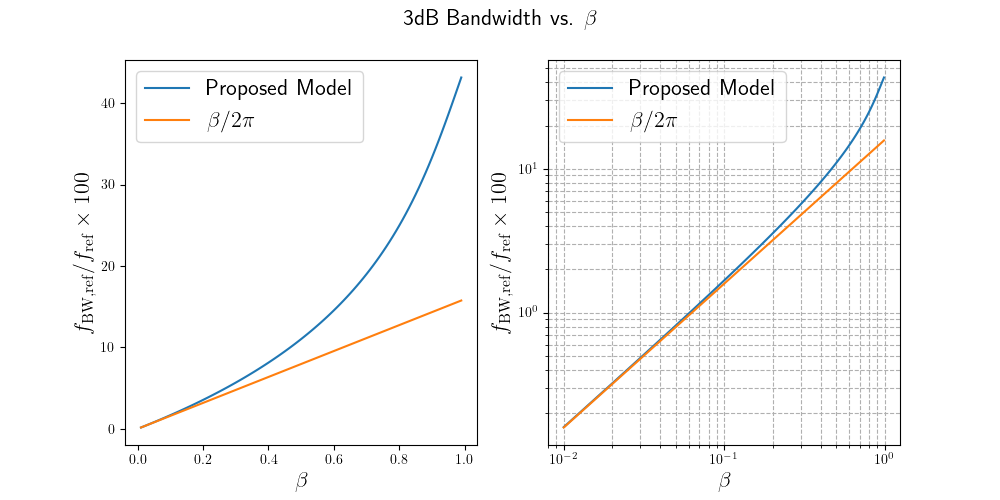 3dB Bandwidth vs. β
Proposed Model
β/2π
f_BW,ref/f_ref × 100
40
30
20
10
0
0.0 0.2 0.4 0.6 0.8 1.0
β
Proposed Model
β/2π
f_BW,ref/f_ref × 100
10^1
10^0
10^−2 10^−1 10^0
β